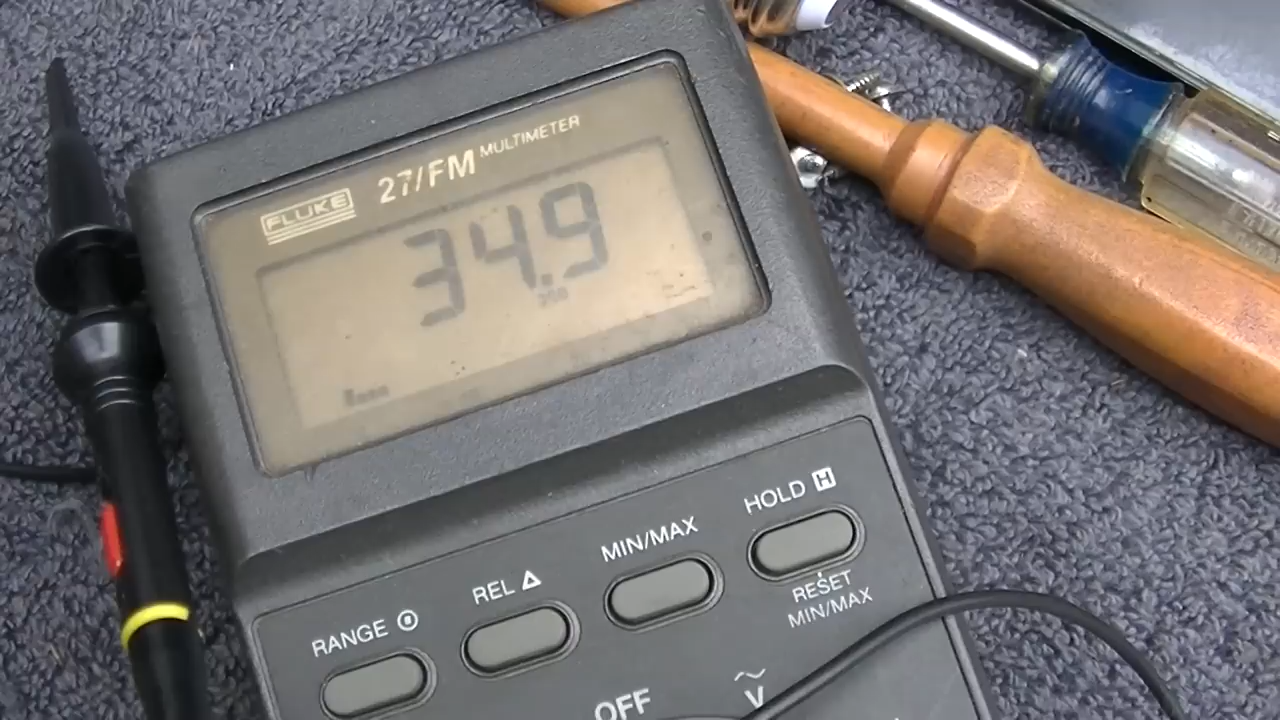 FLUKE 27/FM MULTIMETER
34.9
HOLD H
MIN/MAX
REL △
RANGE
RESET
MIN/MAX
OFF
V